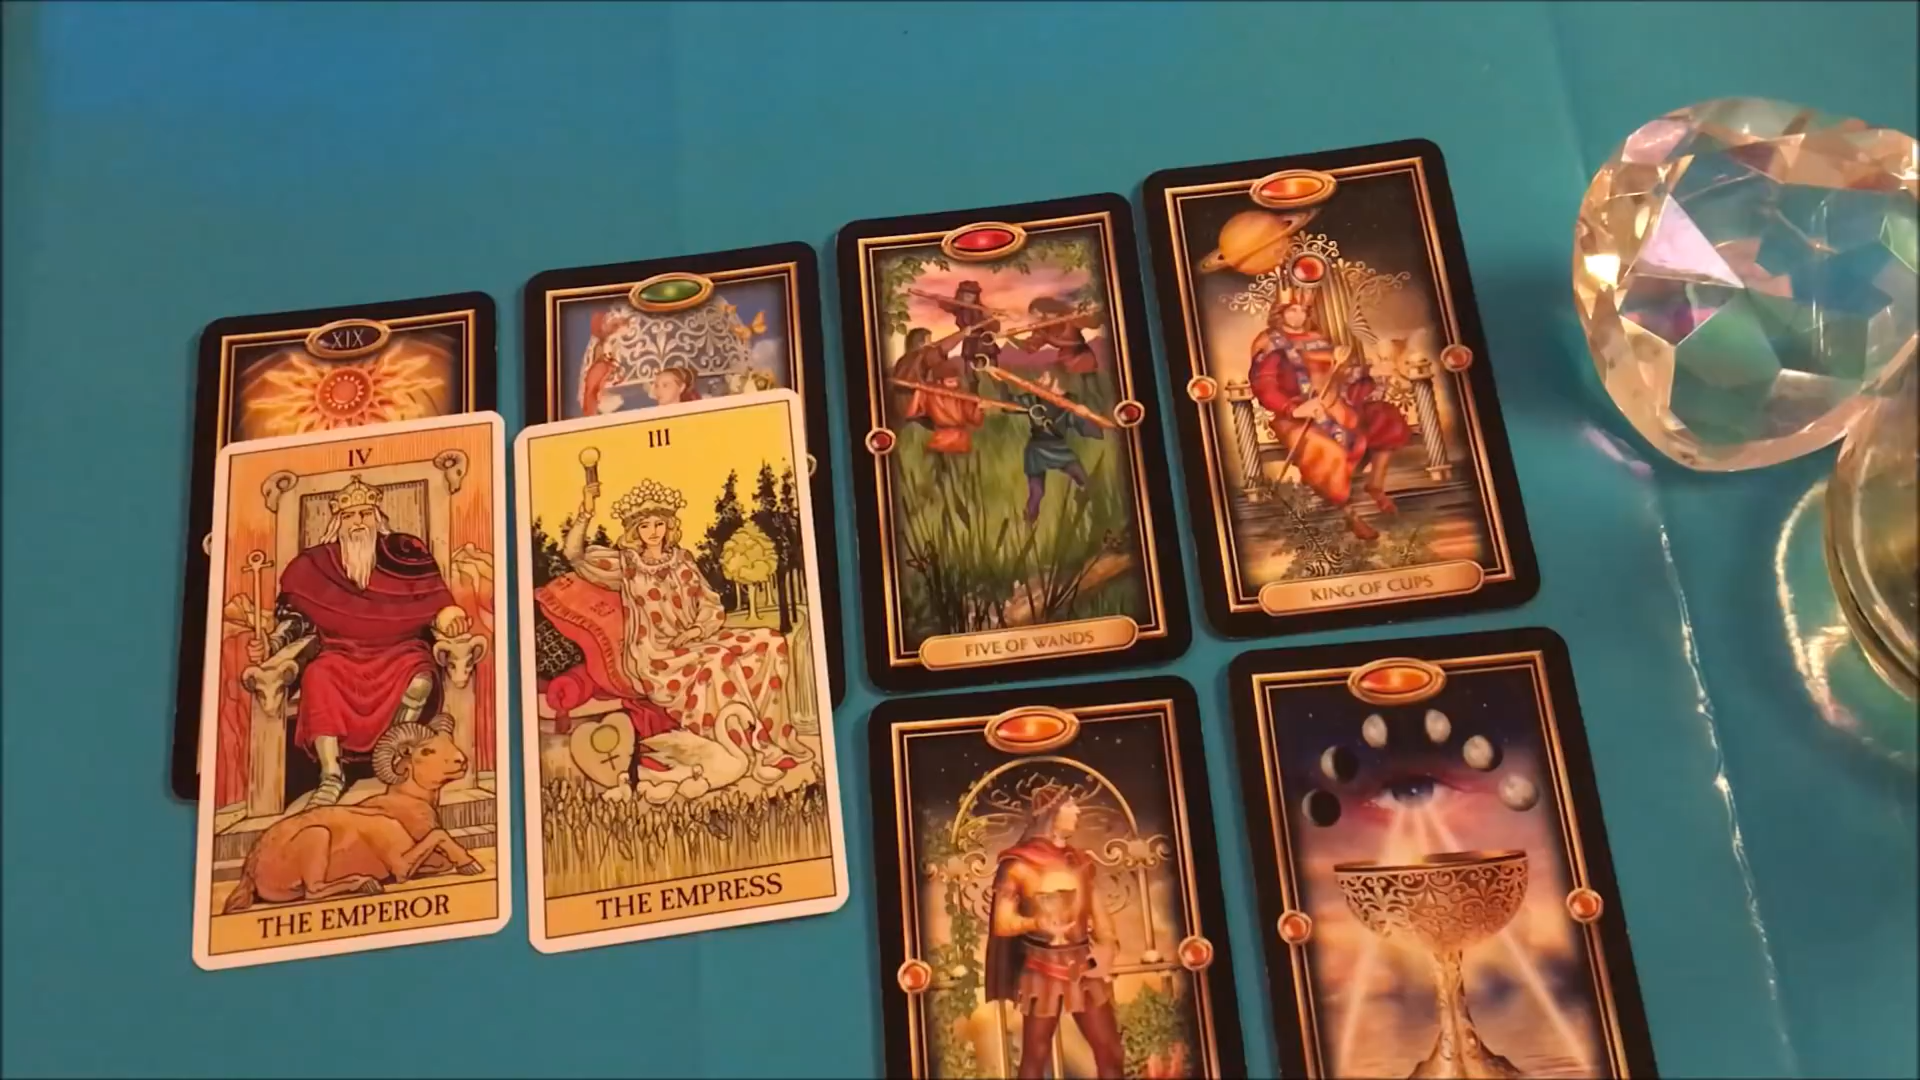 XIX
IV
THE EMPEROR
III
THE EMPRESS
FIVE OF WANDS
KING OF CUPS